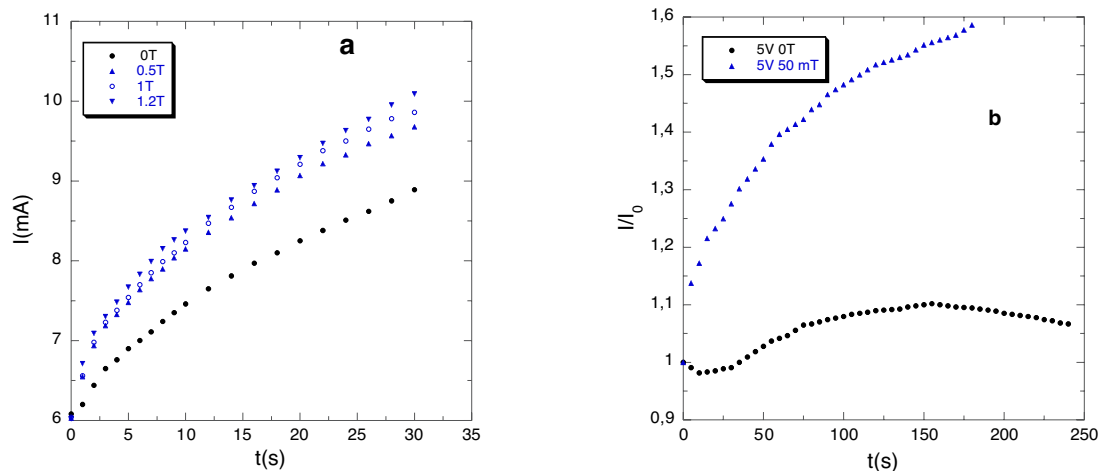 a
0T
0.5T
1T
1.2T
I(mA)
11
10
9
8
7
6
0 5 10 15 20 25 30 35
t(s)
b
5V 0T
5V 50 mT
I/I₀
1,6
1,5
1,4
1,3
1,2
1,1
1
0,9
0 50 100 150 200 250
t(s)